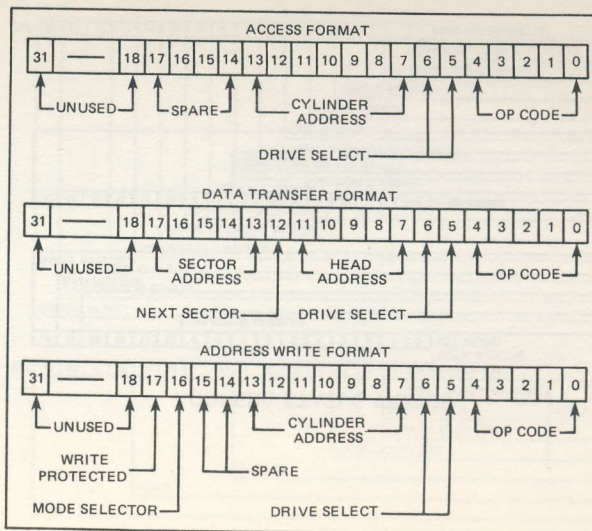 ACCESS FORMAT
31 18 17 16 15 14 13 12 11 10 9 8 7 6 5 4 3 2 1 0
UNUSED SPARE CYLINDER ADDRESS OP CODE
DRIVE SELECT
DATA TRANSFER FORMAT
31 18 17 16 15 14 13 12 11 10 9 8 7 6 5 4 3 2 1 0
UNUSED SECTOR ADDRESS HEAD ADDRESS OP CODE
NEXT SECTOR DRIVE SELECT
ADDRESS WRITE FORMAT
31 18 17 16 15 14 13 12 11 10 9 8 7 6 5 4 3 2 1 0
UNUSED CYLINDER ADDRESS OP CODE
WRITE PROTECTED SPARE
MODE SELECTOR DRIVE SELECT